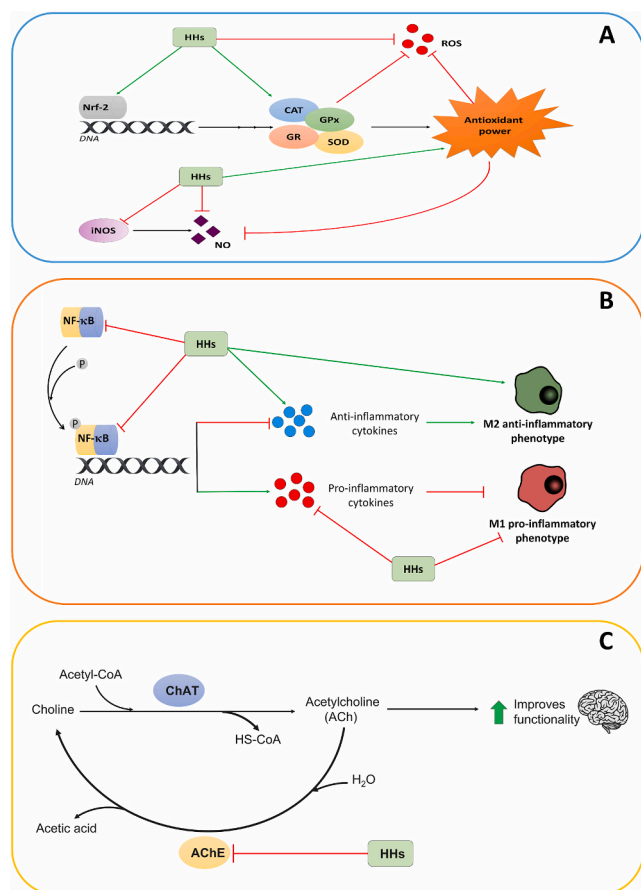 A
HHs
ROS
Nrf-2
DNA
CAT
GPx
GR
SOD
Antioxidant
power
HHs
iNOS
NO
B
NF-κB
HHs
P
P
NF-κB
DNA
Anti-inflammatory
cytokines
M2 anti-inflammatory
phenotype
Pro-inflammatory
cytokines
M1 pro-inflammatory
phenotype
HHs
C
Acetyl-CoA
ChAT
Choline
Acetylcholine
(ACh)
Improves
functionality
HS-CoA
H₂O
Acetic acid
AChE
HHs